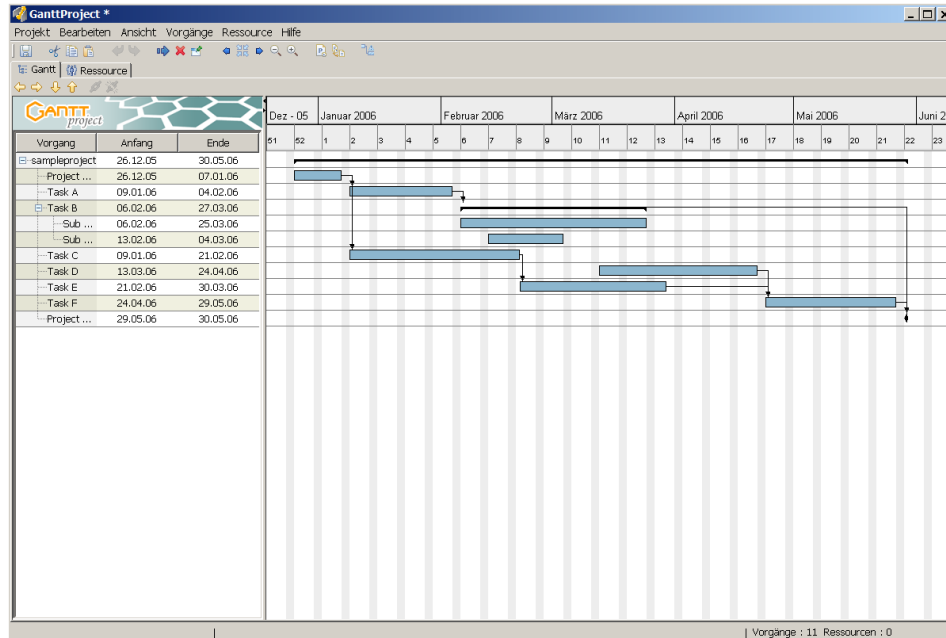 GanttProject *
Projekt Bearbeiten Ansicht Vorgänge Ressource Hilfe
Gantt Ressource
GANTT project
Dez - 05 Januar 2006 Februar 2006 März 2006 April 2006 Mai 2006 Juni 2
Vorgang Anfang Ende 51 52 1 2 3 4 5 6 7 8 9 10 11 12 13 14 15 16 17 18 19 20 21 22 23
sampleproject 26.12.05 30.05.06
Project ... 26.12.05 07.01.06
Task A 09.01.06 04.02.06
Task B 06.02.06 27.03.06
Sub ... 06.02.06 25.03.06
Sub ... 13.02.06 04.03.06
Task C 09.01.06 21.02.06
Task D 13.03.06 24.04.06
Task E 21.02.06 30.03.06
Task F 24.04.06 29.05.06
Project ... 29.05.06 30.05.06
Vorgänge : 11 Ressourcen : 0